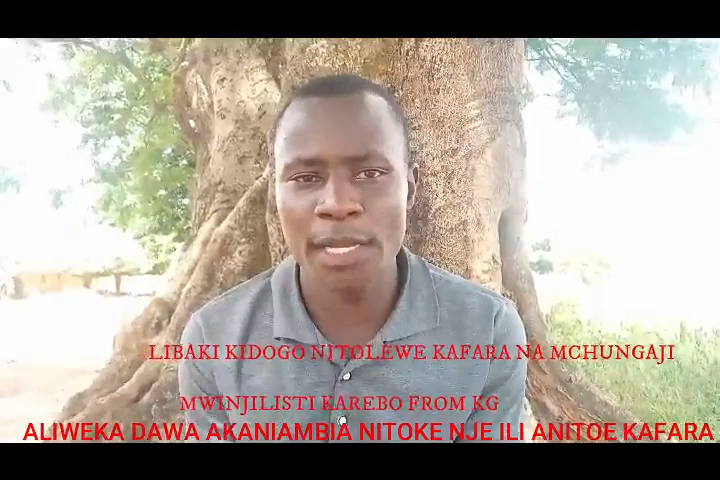 LIBAKI KIDOGO NITOLEWE KAFARA NA MCHUNGAJI
MWINJILISTI KAREBO FROM KG
ALIWEKA DAWA AKANIAMBIA NITOKE NJE ILI ANITOE KAFARA